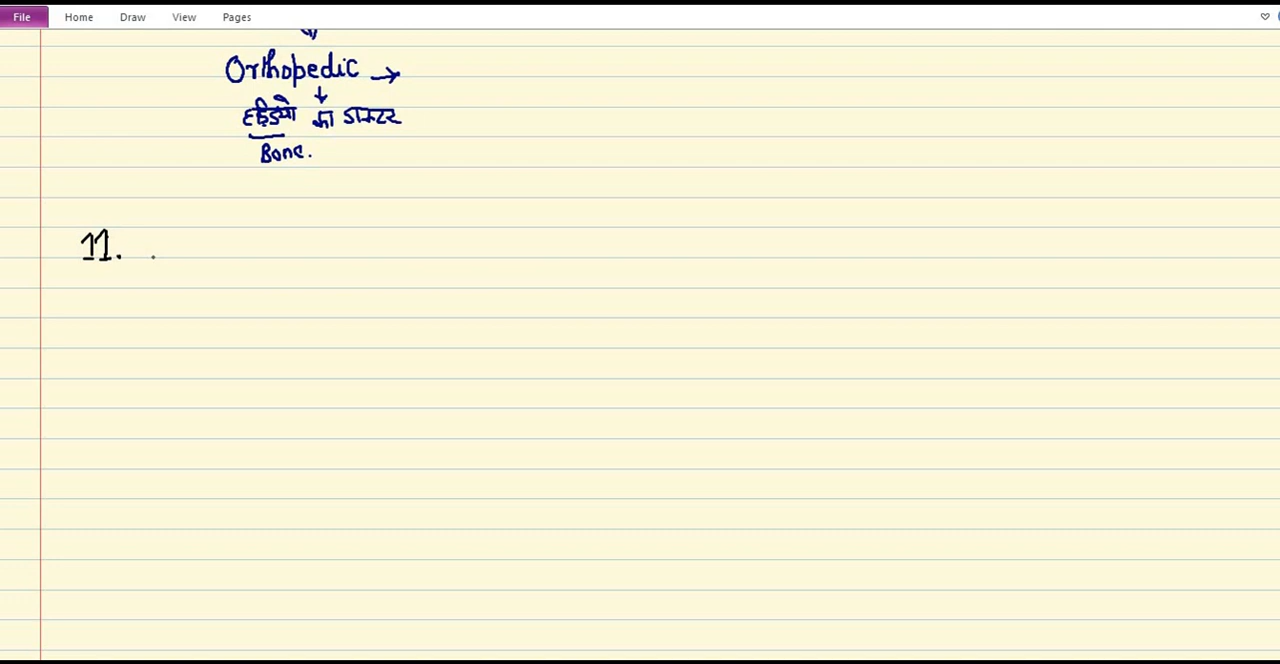 File Home Draw View Pages
Orthopedic →
↓
हड्डियो का डाक्टर
Bone.
11.